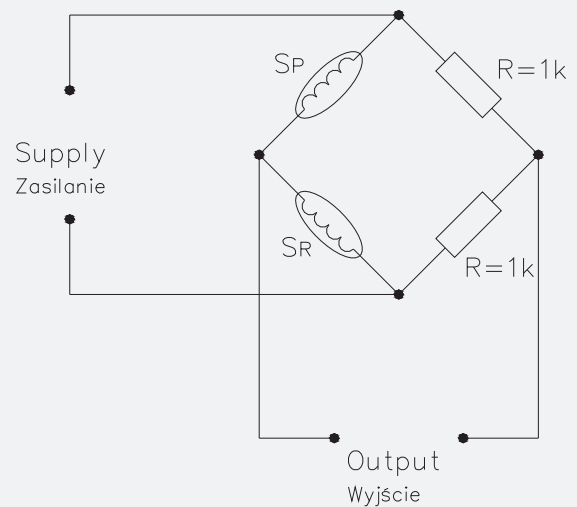 SP
R=1k
Supply
Zasilanie
SR
R=1k
Output
Wyjście